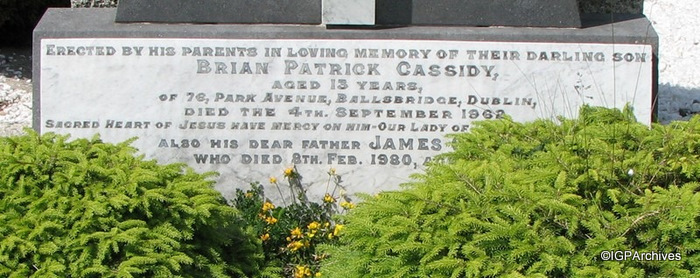 Erected by his parents in loving memory of their darling son
Brian Patrick Cassidy,
aged 13 years,
of 76, Park Avenue, Ballsbridge, Dublin,
died the 4th. September 1962
Sacred Heart of Jesus have mercy on him-Our Lady of
also his dear father JAMES
who died 8th. Feb. 1980,
©IGPArchives